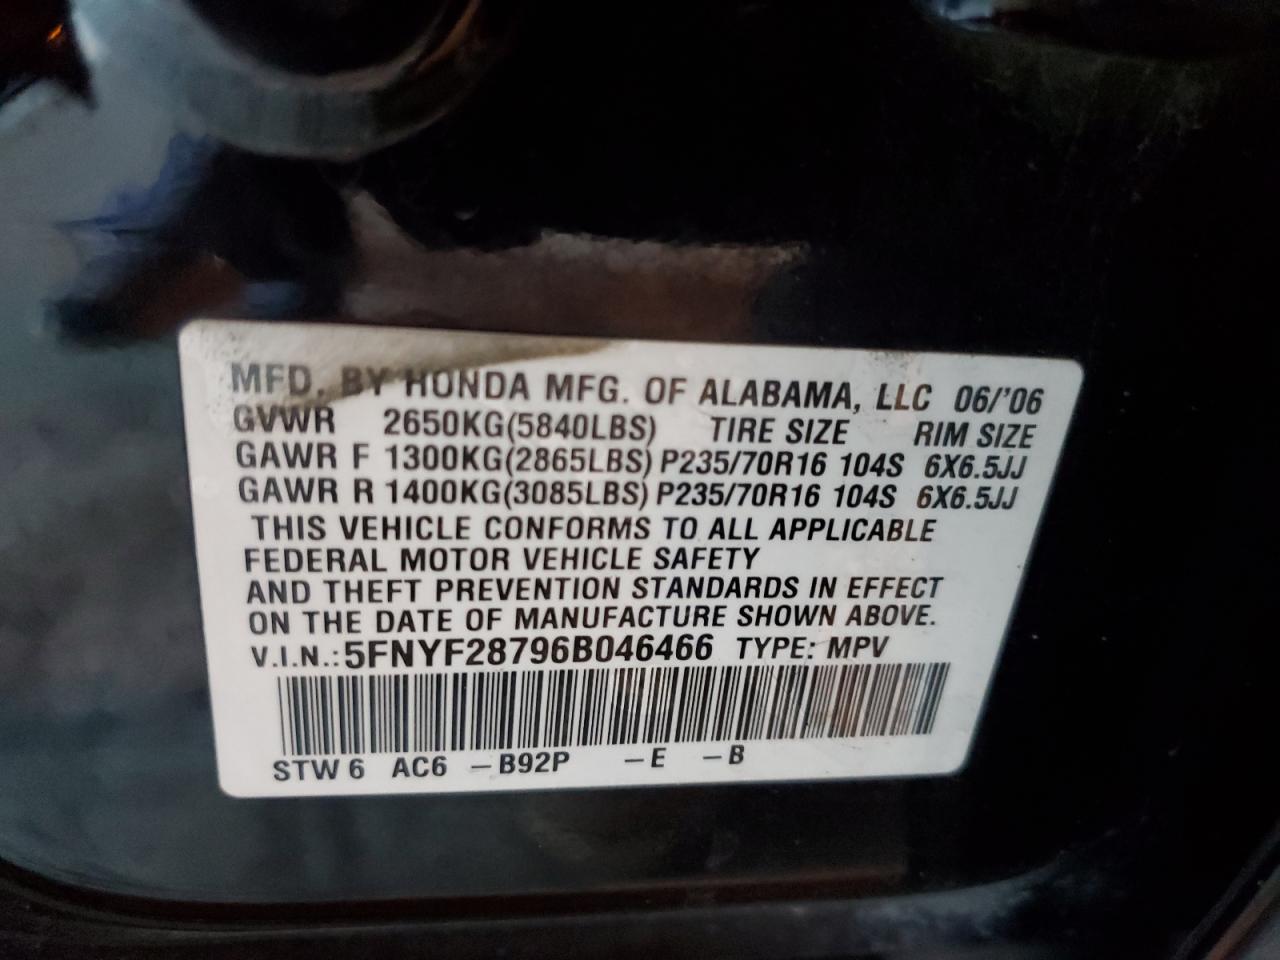 MFD. BY HONDA MFG. OF ALABAMA, LLC 06/'06
GVWR 2650KG(5840LBS) TIRE SIZE RIM SIZE
GAWR F 1300KG(2865LBS) P235/70R16 104S 6X6.5JJ
GAWR R 1400KG(3085LBS) P235/70R16 104S 6X6.5JJ
THIS VEHICLE CONFORMS TO ALL APPLICABLE
FEDERAL MOTOR VEHICLE SAFETY
AND THEFT PREVENTION STANDARDS IN EFFECT
ON THE DATE OF MANUFACTURE SHOWN ABOVE.
V.I.N.: 5FNYF28796B046466 TYPE: MPV
STW 6 AC6 -B92P -E -B